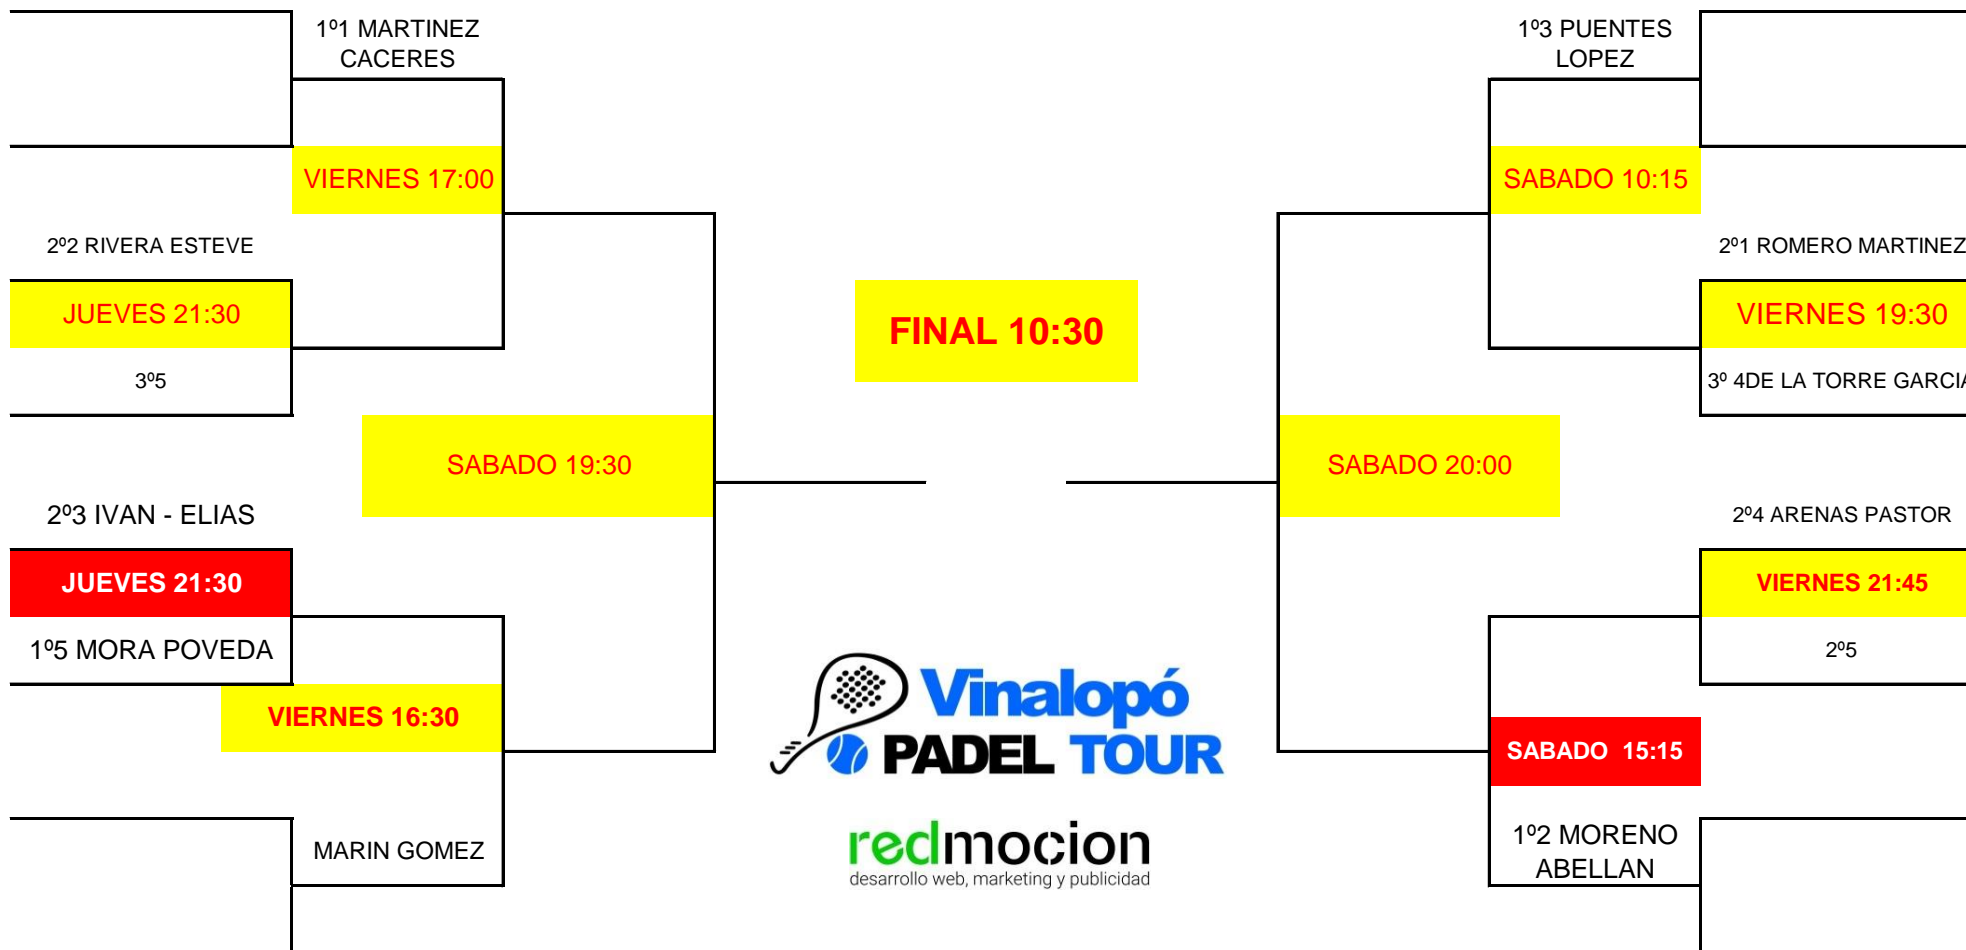 1º1 MARTINEZ
CACERES
1º3 PUENTES
LOPEZ
VIERNES 17:00
SABADO 10:15
2º2 RIVERA ESTEVE
2º1 ROMERO MARTINEZ
JUEVES 21:30
FINAL 10:30
VIERNES 19:30
3º5
3º 4DE LA TORRE GARCIA
SABADO 19:30
SABADO 20:00
2º3 IVAN - ELIAS
2º4 ARENAS PASTOR
JUEVES 21:30
VIERNES 21:45
1º5 MORA POVEDA
2º5
VIERNES 16:30
Vinalopó
PADEL TOUR
SABADO  15:15
MARIN GOMEZ
redmocion
desarrollo web, marketing y publicidad
1º2 MORENO
ABELLAN